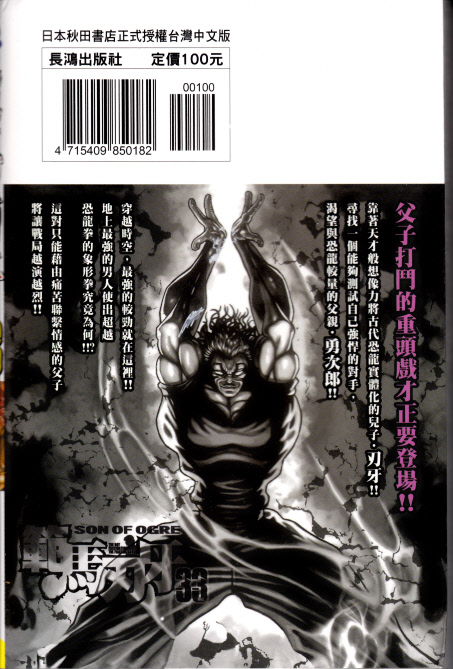 日本秋田書店正式授權台灣中文版
長鴻出版社 定價100元
00100
4 715409 850182
父子打鬥的重頭戲才正要登場!!
靠著天才般想像力將古代恐龍實體化的兒子·刃牙!!
尋找一個能夠測試自己強悍的對手，
渴望與恐龍較量的父親·勇次郎!!
穿越時空，最強的較勁就在這裡!!
地上最強的男人使出超越
恐龍拳的象形拳究竟為何!!?
這對只能藉由痛苦聯繫情感的父子
將讓戰局越演越烈!!
SON OF OGRE
範馬刃牙
33